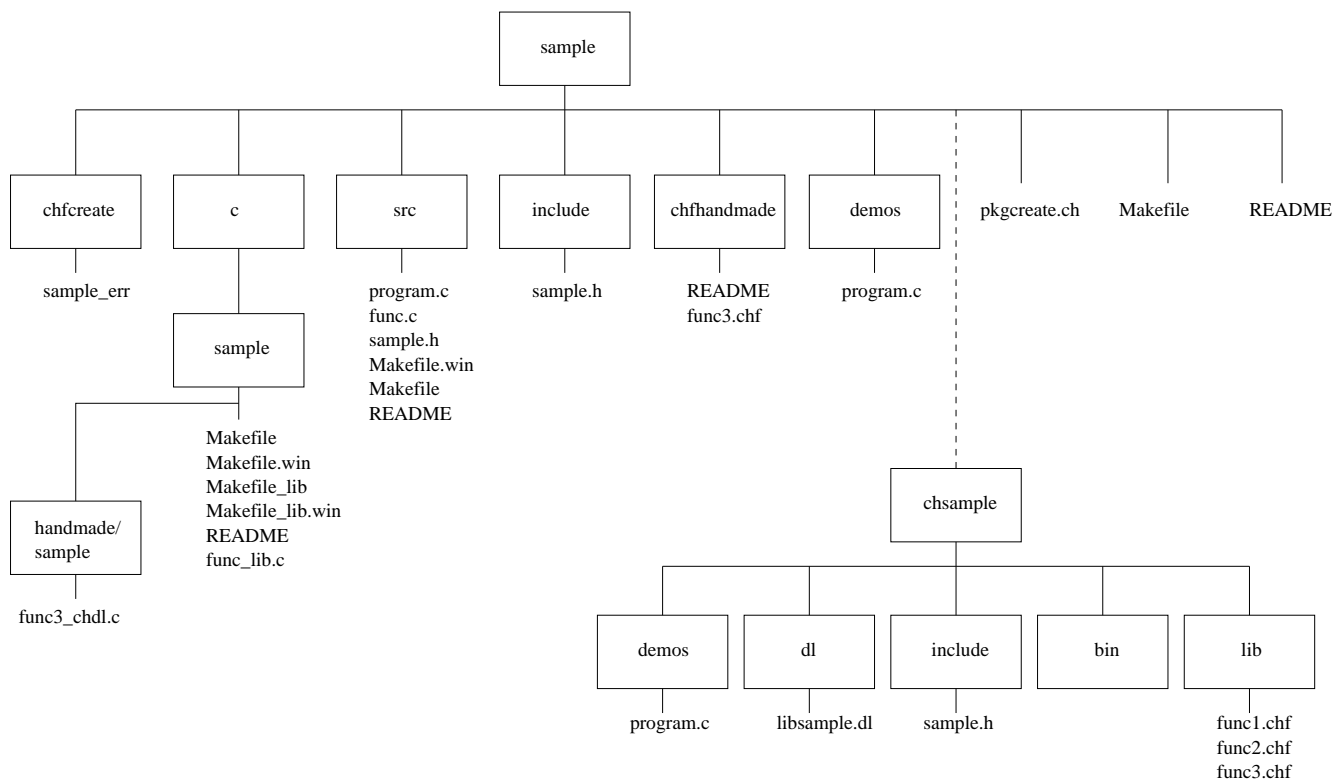 sample
chfcreate
c
src
include
chfhandmade
demos
pkgcreate.ch
Makefile
README
sample_err
program.c
func.c
sample.h
Makefile.win
Makefile
README
sample.h
README
func3.chf
program.c
sample
Makefile
Makefile.win
Makefile_lib
Makefile_lib.win
README
func_lib.c
handmade/
sample
func3_chdl.c
chsample
demos
dl
include
bin
lib
program.c
libsample.dl
sample.h
func1.chf
func2.chf
func3.chf